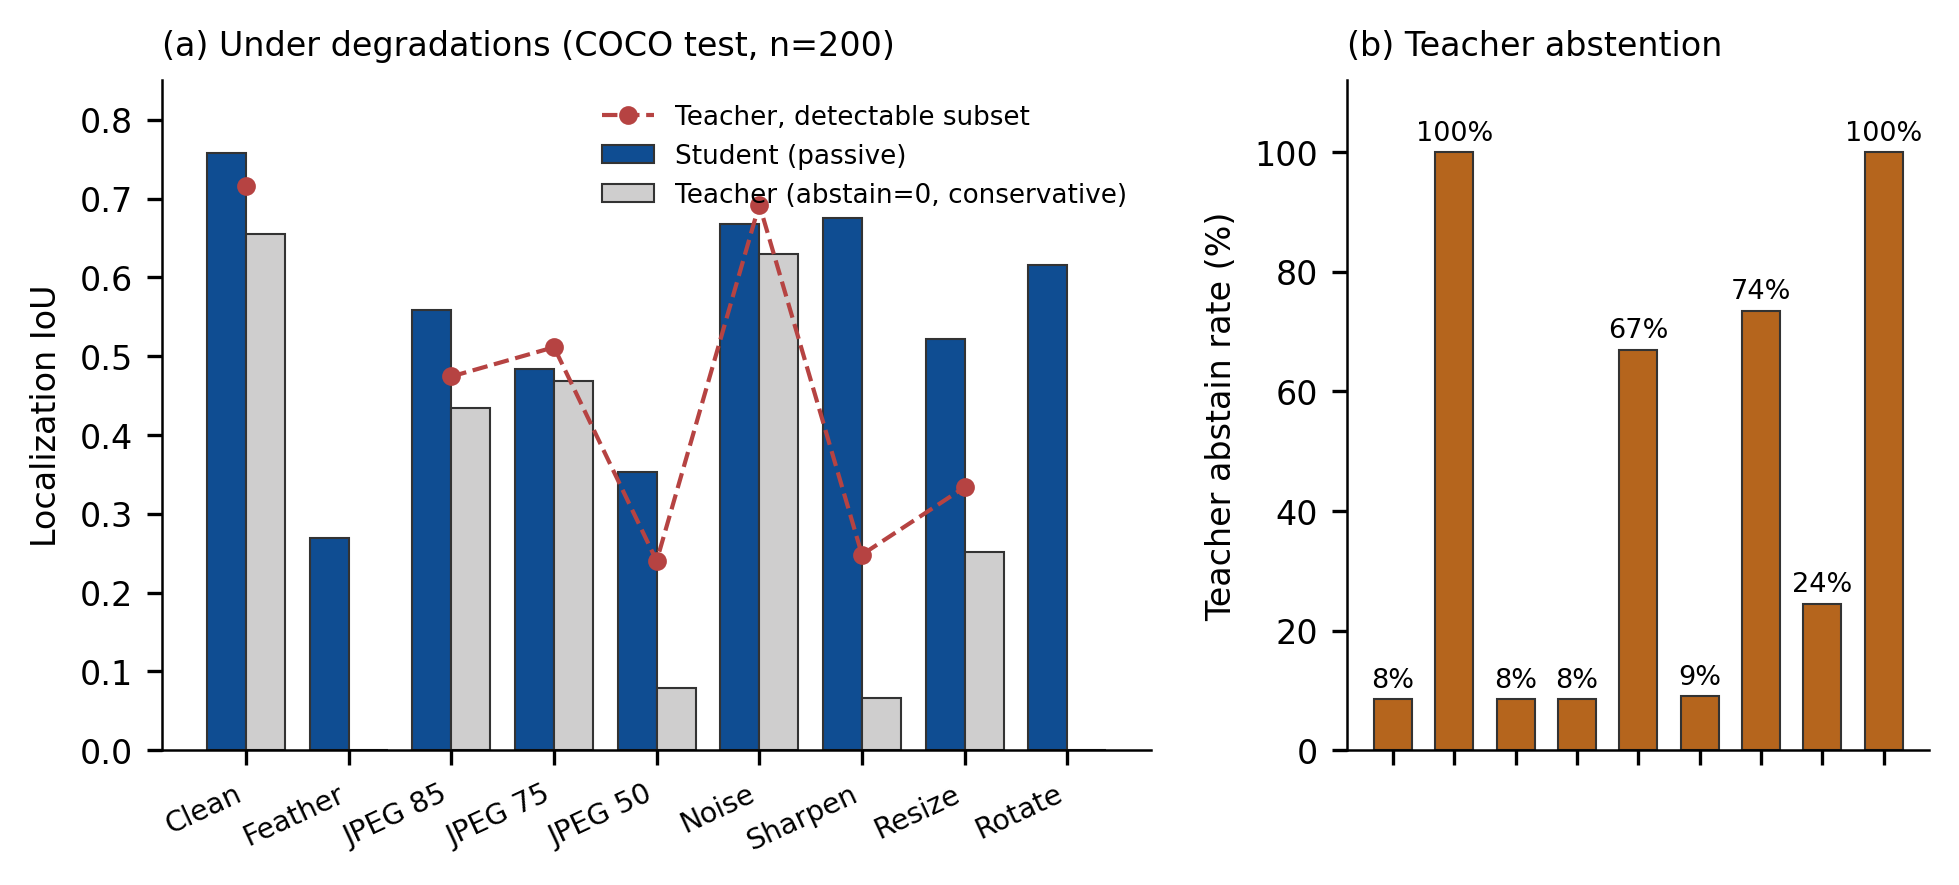 (a) Under degradations (COCO test, n=200)
Localization IoU
0.8
0.7
0.6
0.5
0.4
0.3
0.2
0.1
0.0
Teacher, detectable subset
Student (passive)
Teacher (abstain=0, conservative)
Clean
Feather
JPEG 85
JPEG 75
JPEG 50
Noise
Sharpen
Resize
Rotate
(b) Teacher abstention
Teacher abstain rate (%)
100
80
60
40
20
0
8%
100%
8%
8%
67%
9%
74%
24%
100%